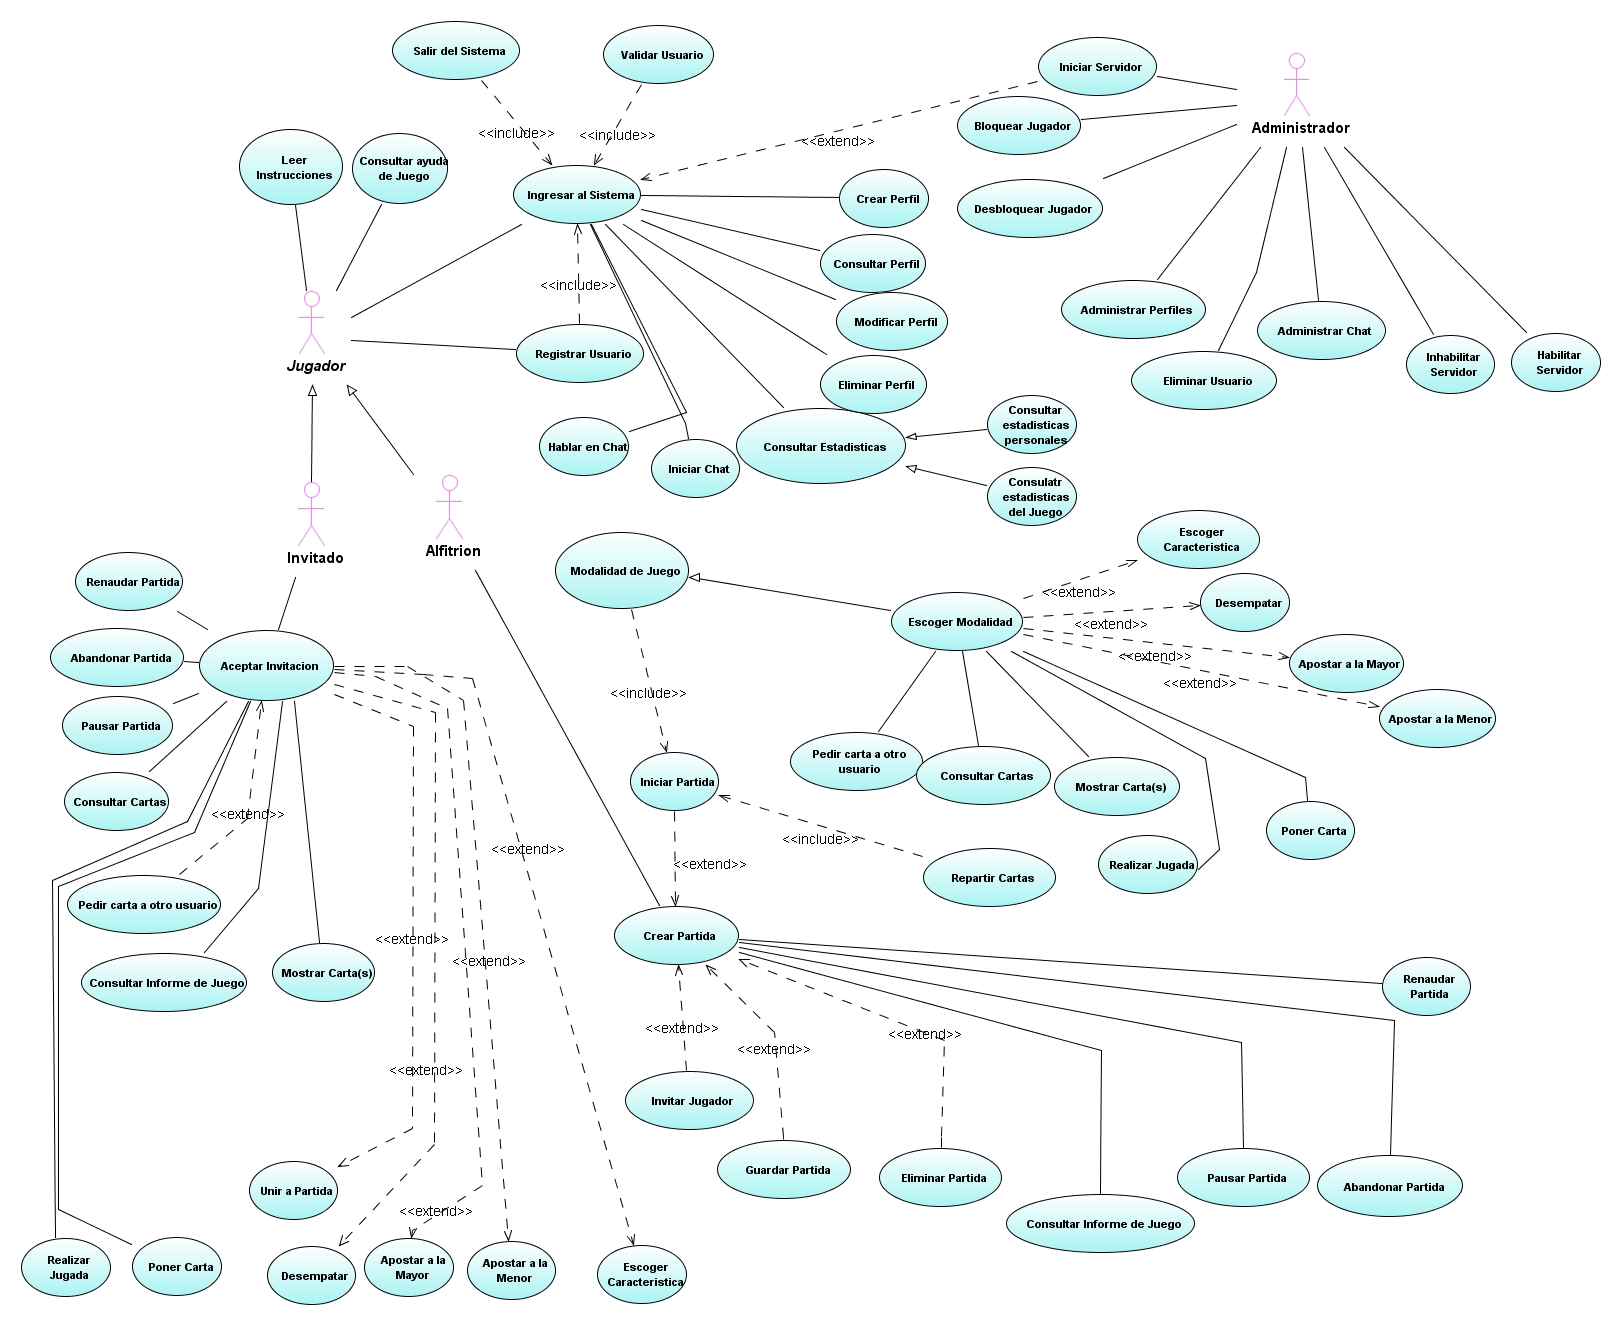 Salir del Sistema
Validar Usuario
Iniciar Servidor
Bloquear Jugador
Administrador
<<include>>
<<include>>
<<extend>>
Leer
Instrucciones
Consultar ayuda
de Juego
Ingresar al Sistema
Crear Perfil
Desbloquear Jugador
Consultar Perfil
<<include>>
Modificar Perfil
Administrar Perfiles
Administrar Chat
Jugador
Registrar Usuario
Eliminar Perfil
Eliminar Usuario
Inhabilitar
Servidor
Habilitar
Servidor
Hablar en Chat
Iniciar Chat
Consultar Estadisticas
Consultar
estadisticas
personales
Consulatr
estadisticas
del Juego
Invitado
Alfitrion
Renaudar Partida
Modalidad de Juego
Escoger
Caracteristica
<<extend>>
Desempatar
Escoger Modalidad
<<extend>>
Abandonar Partida
Aceptar Invitacion
<<extend>>
Apostar a la Mayor
<<extend>>
Apostar a la Menor
<<include>>
Pausar Partida
Pedir carta a otro
usuario
Consultar Cartas
Mostrar Carta(s)
Iniciar Partida
Consultar Cartas
<<extend>>
Poner Carta
<<include>>
<<extend>>
<<extend>>
Realizar Jugada
Repartir Cartas
Pedir carta a otro usuario
<<extend>>
Crear Partida
<<extend>>
Consultar Informe de Juego
Mostrar Carta(s)
Renaudar
Partida
<<extend>>
<<extend>>
<<extend>>
<<extend>>
Invitar Jugador
Guardar Partida
Eliminar Partida
Pausar Partida
Abandonar Partida
Unir a Partida
<<extend>>
Consultar Informe de Juego
Realizar
Jugada
Poner Carta
Desempatar
Apostar a la
Mayor
Apostar a la
Menor
Escoger
Caracteristica